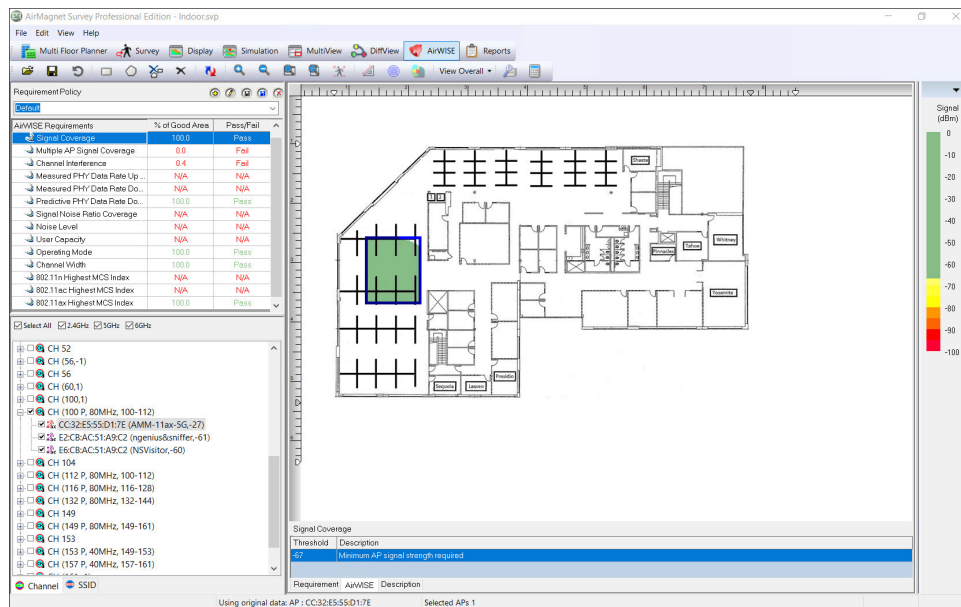 AirMagnet Survey Professional Edition - Indoor.svp
File Edit View Help
Multi Floor Planner Survey Display Simulation MultiView DiffView AirWISE Reports
View Overall
Requirement Policy
Default
AirWISE Requirements % of Good Area Pass/Fail
Signal Coverage 100.0 Pass
Multiple AP Signal Coverage 0.0 Fail
Channel Interference 0.4 Fail
Measured PHY Data Rate Up ... N/A N/A
Measured PHY Data Rate Do... N/A N/A
Predictive PHY Data Rate Do... 100.0 Pass
Signal Noise Ratio Coverage N/A N/A
Noise Level N/A N/A
User Capacity N/A N/A
Operating Mode 100.0 Pass
Channel Width 100.0 Pass
802.11n Highest MCS Index N/A N/A
802.11ac Highest MCS Index N/A N/A
802.11ax Highest MCS Index 100.0 Pass
Select All 2.4GHz 5GHz 6GHz
CH 52
CH (56,-1)
CH 56
CH (60,1)
CH (100,1)
CH (100 P, 80MHz, 100-112)
CC:32:E5:55:D1:7E (AMM-11ax-5G,-27)
E2:CB:AC:51:A9:C2 (ngenius&sniffer,-61)
E6:CB:AC:51:A9:C2 (NSVisitor,-60)
CH 104
CH (112 P, 80MHz, 100-112)
CH (116 P, 80MHz, 116-128)
CH (132 P, 80MHz, 132-144)
CH 149
CH (149 P, 80MHz, 149-161)
CH 153
CH (153 P, 40MHz, 149-153)
CH (157 P, 40MHz, 157-161)
Channel SSID
Shasta
1 2
Whitney
Tahoe
Pinnacles
Yosemite
Presidio
Sequoia Lassen
Signal Coverage
Threshold Description
-67 Minimum AP signal strength required
Requirement AirWISE Description
Signal
(dBm)
0
-10
-20
-30
-40
-50
-60
-70
-80
-90
-100
Using original data: AP : CC:32:E5:55:D1:7E Selected APs 1